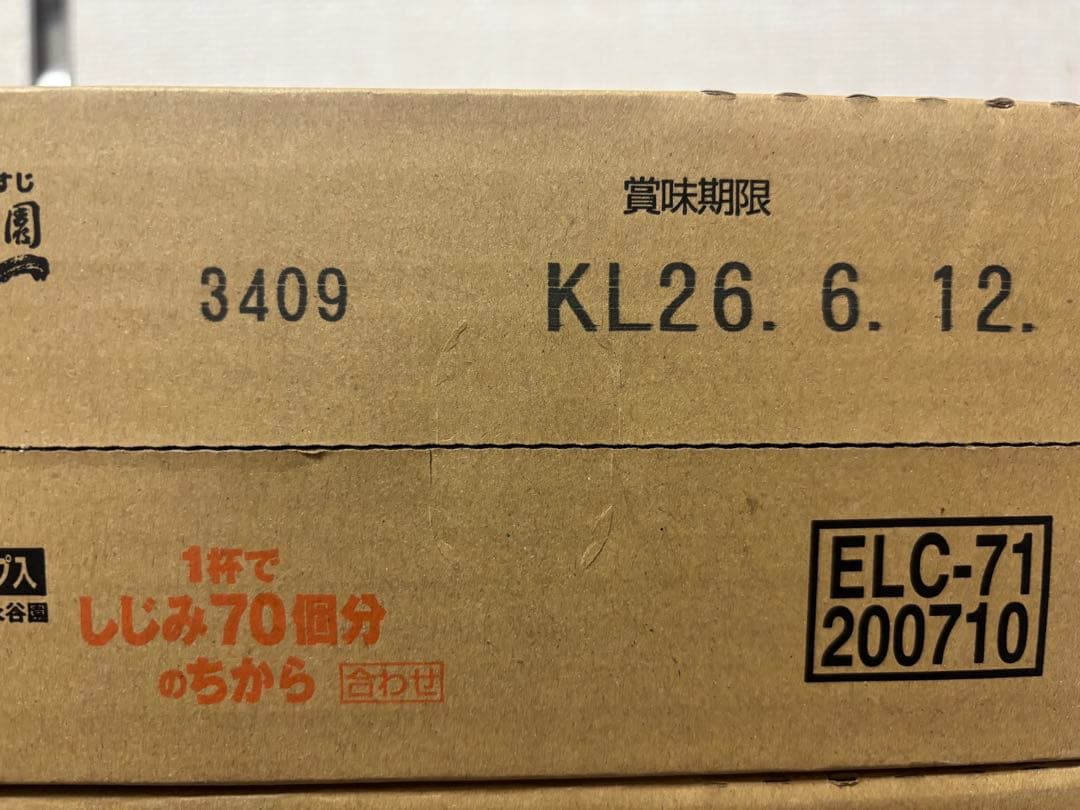 すじ
園
賞味期限
3409
KL26. 6. 12.
プ入
谷園
1杯で
しじみ70個分
のちから 合わせ
ELC-71
200710